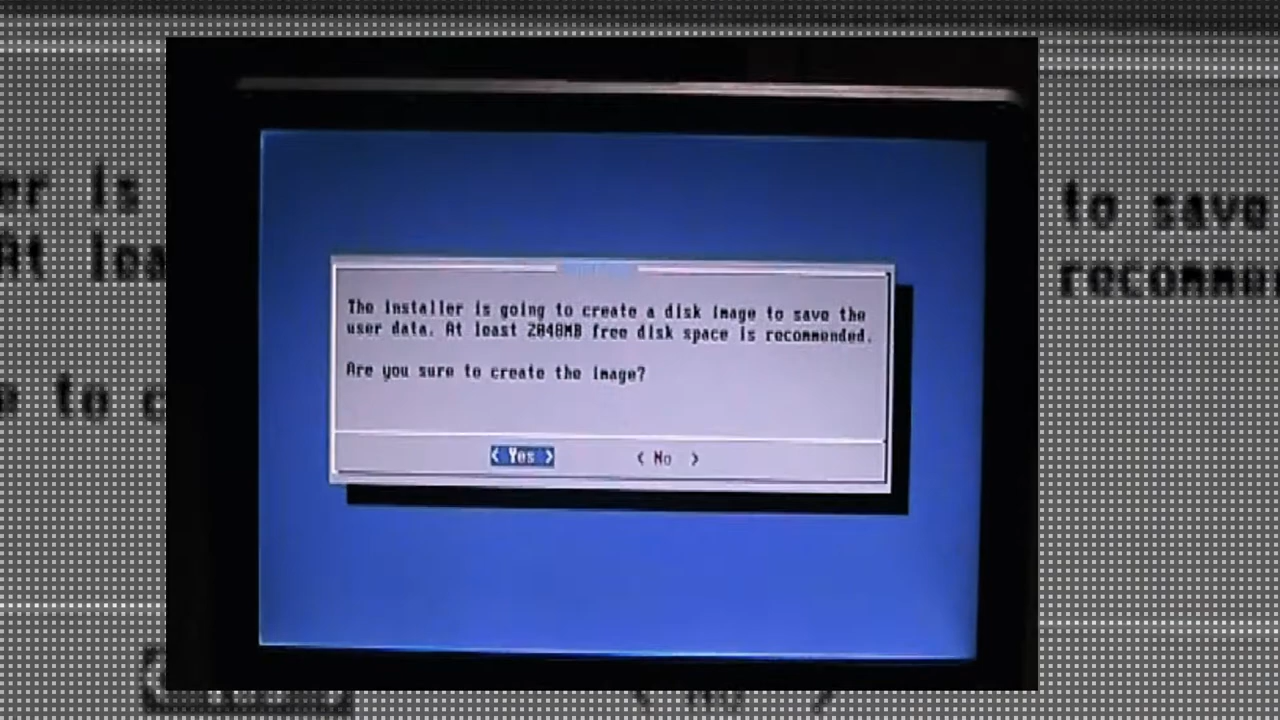 The installer is going to create a disk image to save the
user data. At least 2048MB free disk space is recommended.
Are you sure to create the image?
< Yes >
< No >